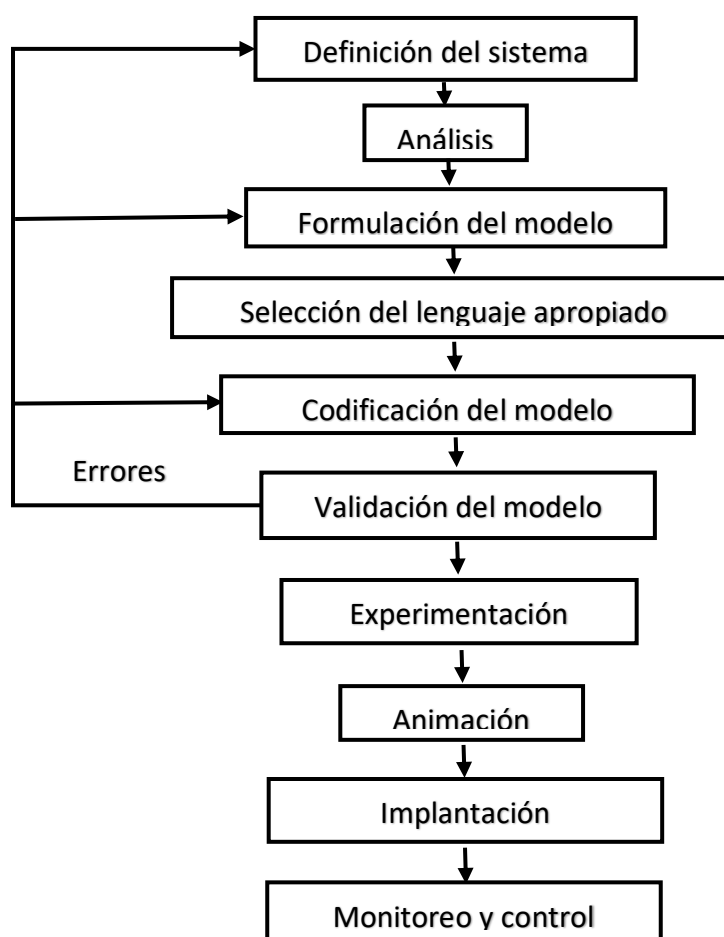 Definición del sistema
Análisis
Formulación del modelo
Selección del lenguaje apropiado
Codificación del modelo
Errores
Validación del modelo
Experimentación
Animación
Implantación
Monitoreo y control